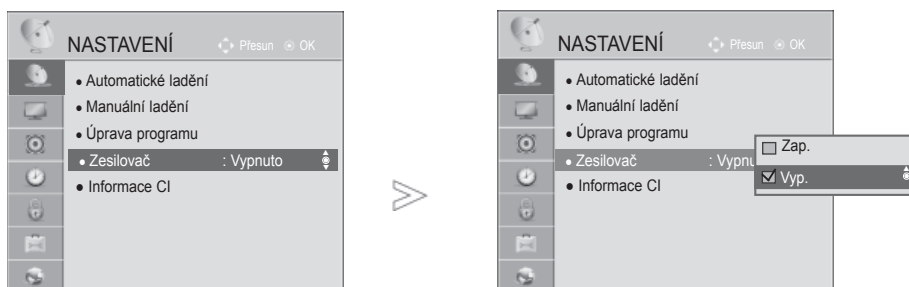 NASTAVENÍ Přesun OK
• Automatické ladění
• Manuální ladění
• Úprava programu
• Zesilovač : Vypnuto
• Informace CI
NASTAVENÍ Přesun OK
• Automatické ladění
• Manuální ladění
• Úprava programu
• Zesilovač : Vypnu
• Informace CI
Zap.
Vyp.